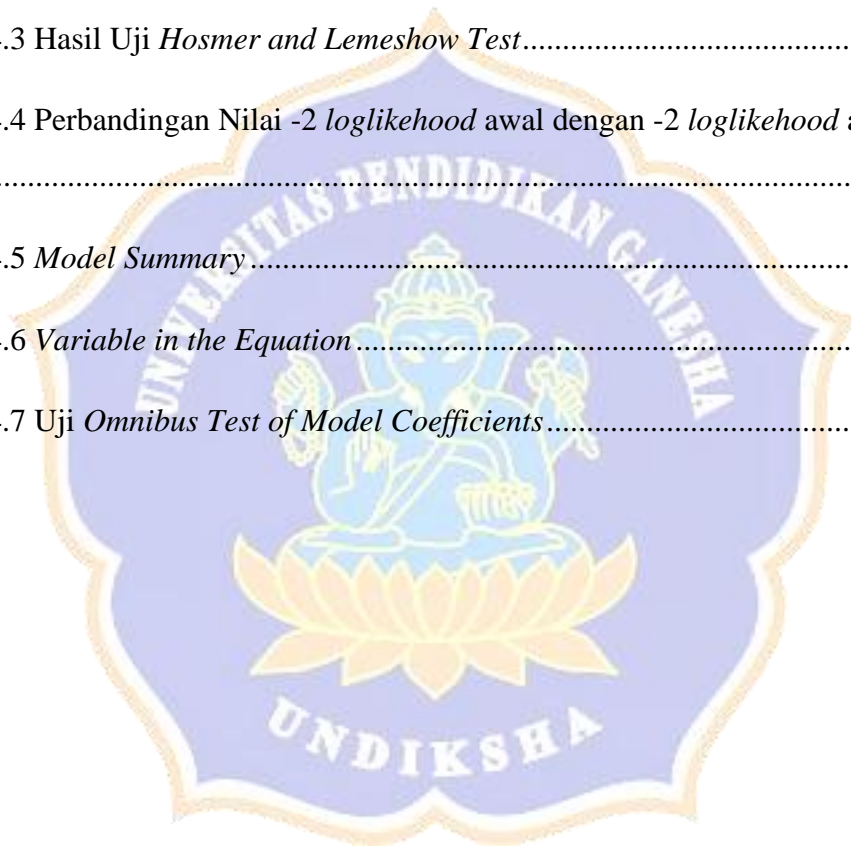 .3 Hasil Uji Hosmer and Lemeshow Test........................................
.4 Perbandingan Nilai -2 loglikehood awal dengan -2 loglikehood
................................................................................
.5 Model Summary................................................................
.6 Variable in the Equation....................................................
.7 Uji Omnibus Test of Model Coefficients....................................
UNIVERSITAS PENDIDIKAN GANESHA
UNDIKSHA